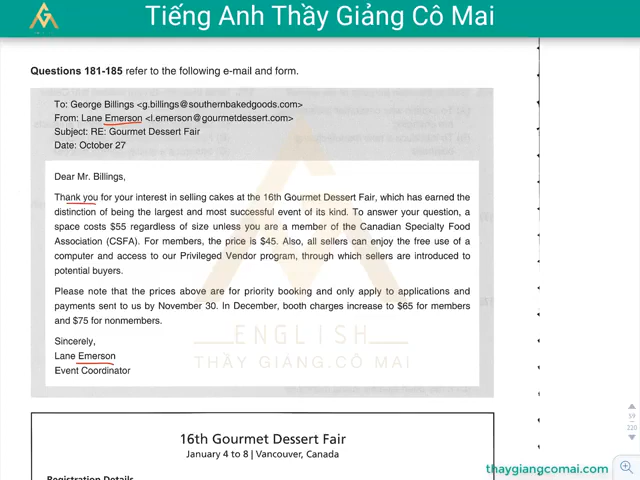 Tiếng Anh Thầy Giảng Cô Mai
Questions 181-185 refer to the following e-mail and form.
To: George Billings <g.billings@southernbakedgoods.com>
From: Lane Emerson <l.emerson@gourmetdessert.com>
Subject: RE: Gourmet Dessert Fair
Date: October 27
Dear Mr. Billings,
Thank you for your interest in selling cakes at the 16th Gourmet Dessert Fair, which has earned the
distinction of being the largest and most successful event of its kind. To answer your question, a
space costs $55 regardless of size unless you are a member of the Canadian Specialty Food
Association (CSFA). For members, the price is $45. Also, all sellers can enjoy the free use of a
computer and access to our Privileged Vendor program, through which sellers are introduced to
potential buyers.
Please note that the prices above are for priority booking and only apply to applications and
payments sent to us by November 30. In December, booth charges increase to $65 for members
and $75 for nonmembers.
ENGLISH
Sincerely,
Lane Emerson
THẦY GIẢNG.CÔ MAI
Event Coordinator
16th Gourmet Dessert Fair
January 4 to 8 | Vancouver, Canada
Registration Details
59
220
thaygiangcomai.com